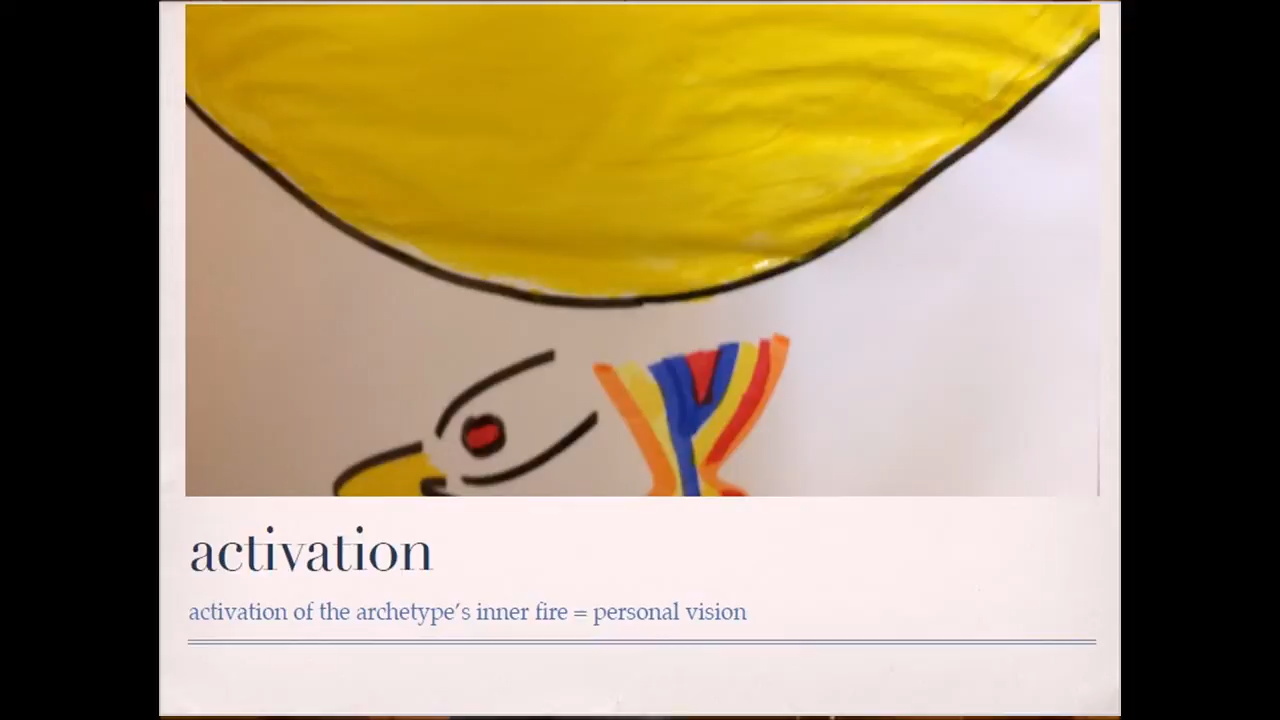 activation
activation of the archetype's inner fire = personal vision